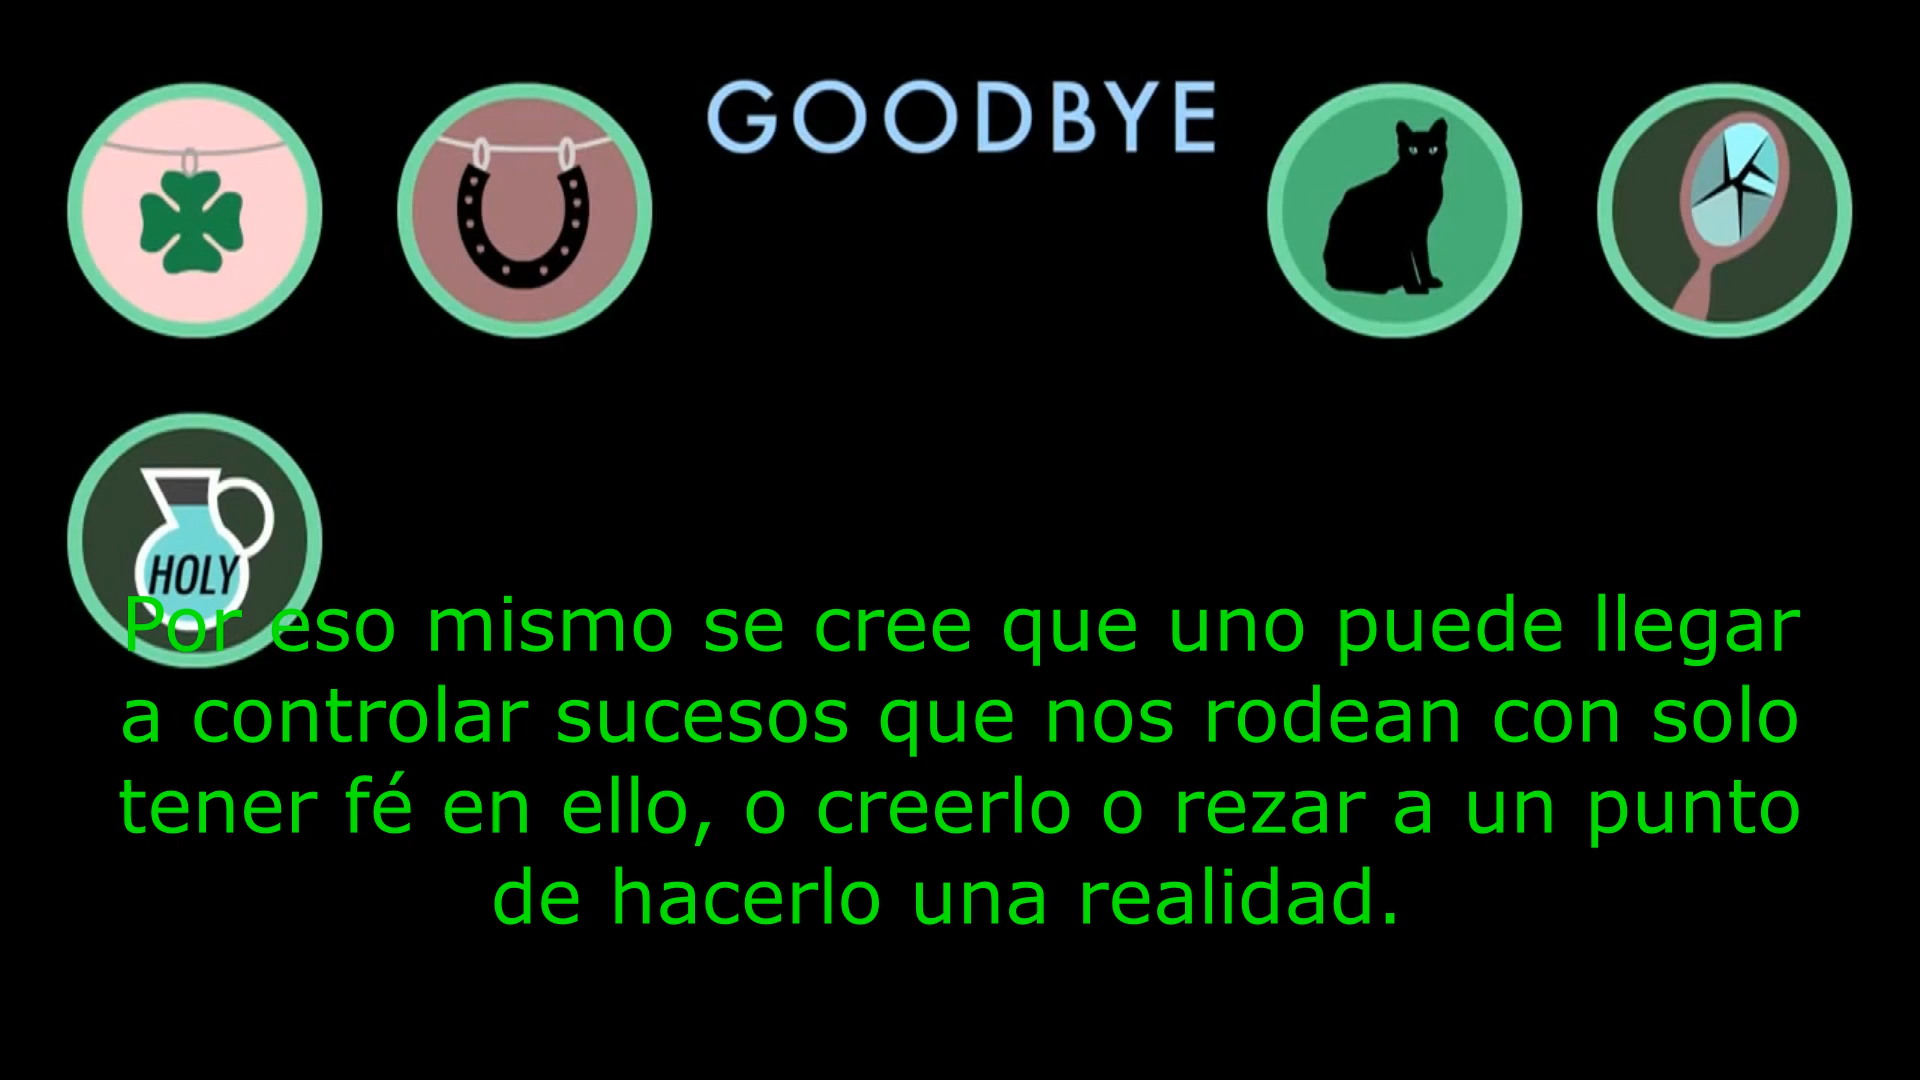 GOODBYE
HOLY
Por eso mismo se cree que uno puede llegar
a controlar sucesos que nos rodean con solo
tener fé en ello, o creerlo o rezar a un punto
de hacerlo una realidad.